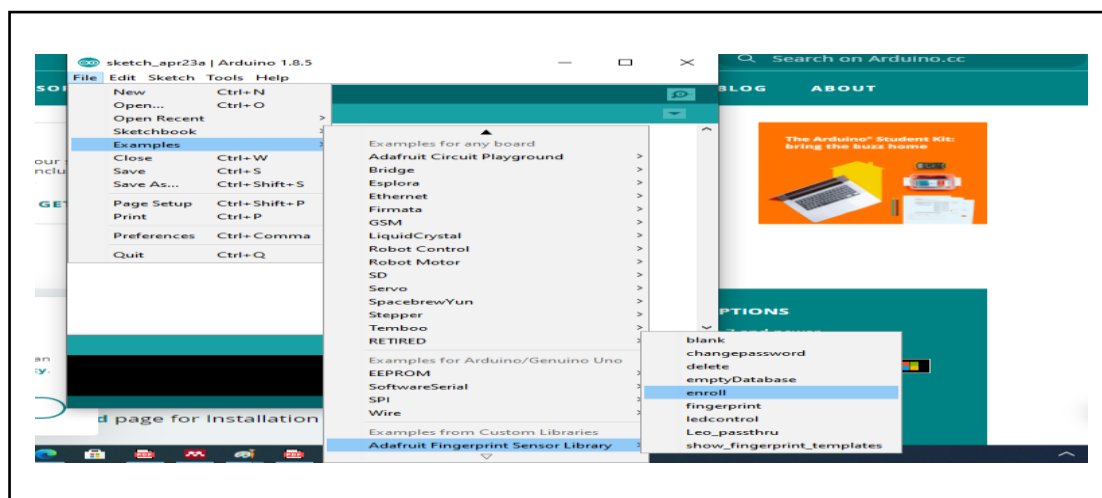 sketch_apr23a | Arduino 1.8.5
File Edit Sketch Tools Help
New Ctrl+N
Open... Ctrl+O
Open Recent >
Sketchbook >
Examples >
Close Ctrl+W
Save Ctrl+S
Save As... Ctrl+Shift+S
Page Setup Ctrl+Shift+P
Print Ctrl+P
Preferences Ctrl+Comma
Quit Ctrl+Q
Examples for any board
Adafruit Circuit Playground >
Bridge >
Esplora >
Ethernet >
Firmata >
GSM >
LiquidCrystal >
Robot Control >
Robot Motor >
SD >
Servo >
SpacebrewYun >
Stepper >
Temboo >
RETIRED >
Examples for Arduino/Genuino Uno
EEPROM >
SoftwareSerial >
SPI >
Wire >
Examples from Custom Libraries
Adafruit Fingerprint Sensor Library >
blank
changepassword
delete
emptyDatabase
enroll
fingerprint
ledcontrol
Leo_passthru
show_fingerprint_templates
Search on Arduino.cc
BLOG ABOUT
The Arduino® Student Kit:
bring the buzz home
PTIONS
SO
our
nclu
GE
an
y.
d page for Installation